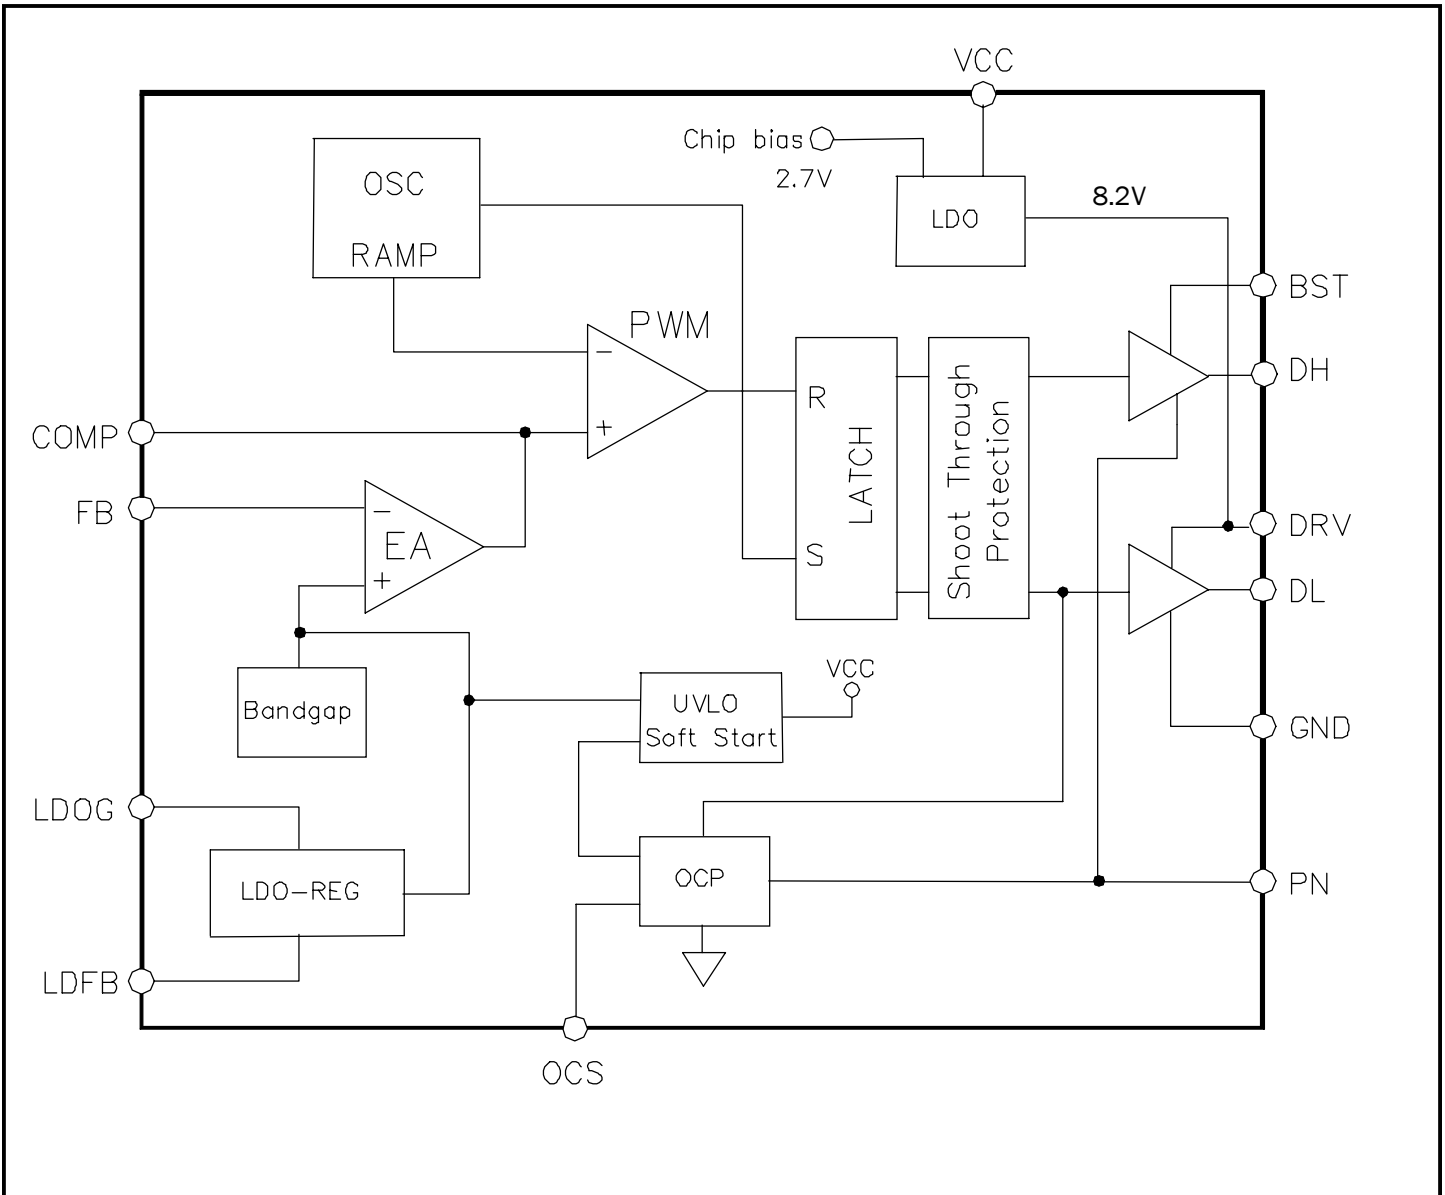 VCC
Chip bias
2.7V
OSC
RAMP
8.2V
LDO
BST
PWM
−
DH
R
COMP
+
LATCH
Shoot Through
Protection
FB
−
EA
DRV
S
+
DL
VCC
UVLO
Soft Start
Bandgap
GND
LDOG
OCP
LDO−REG
PN
LDFB
OCS